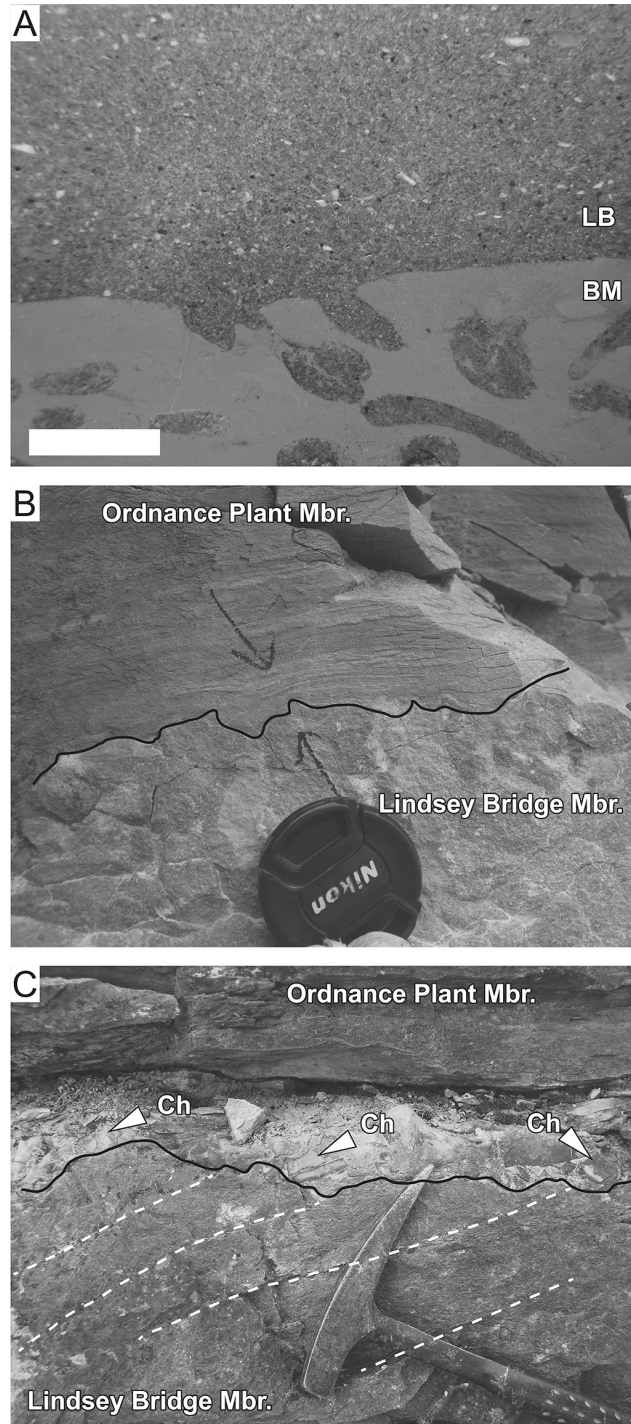 A
LB
BM
B
Ordnance Plant Mbr.
Lindsey Bridge Mbr.
Nikon
C
Ordnance Plant Mbr.
Ch
Ch
Ch
Lindsey Bridge Mbr.